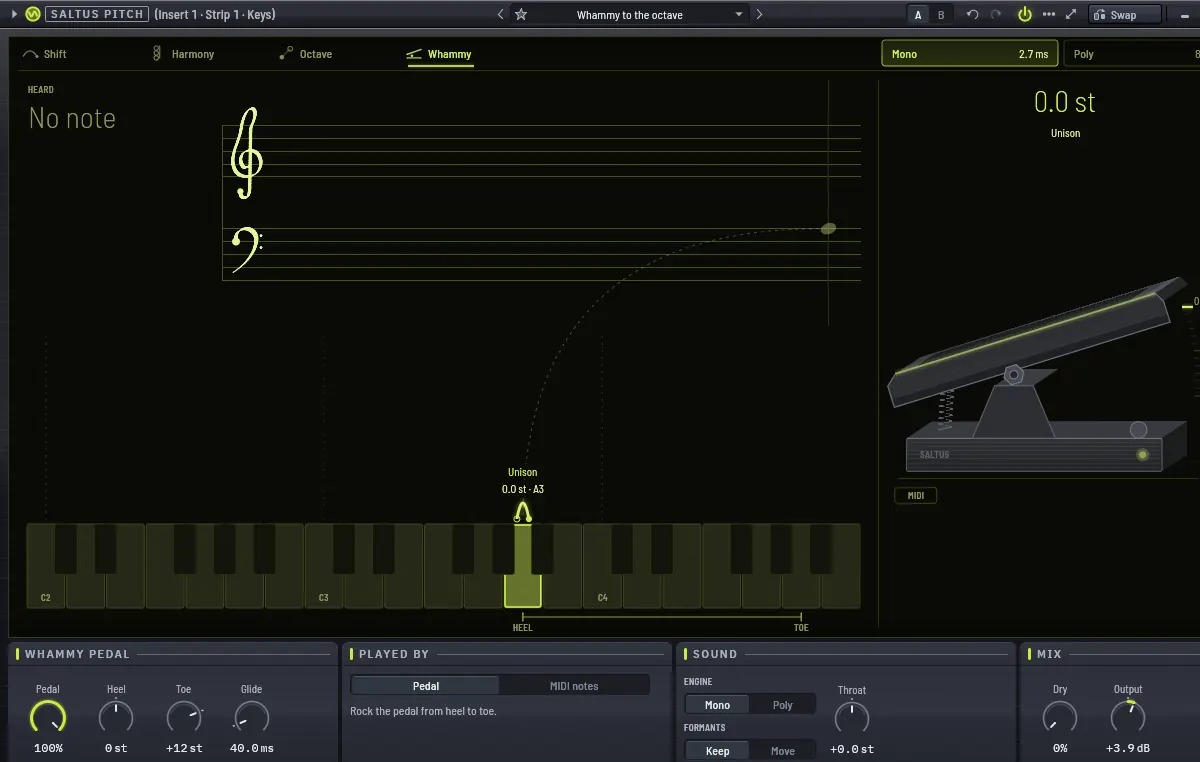 SALTUS PITCH (Insert 1 · Strip 1 · Keys) Whammy to the octave A B Swap
Shift Harmony Octave Whammy Mono 2.7 ms Poly 8
HEARD
No note
0.0 st
Unison
0
SALTUS
MIDI
Unison
0.0 st · A3
C2 C3 C4
HEEL TOE
WHAMMY PEDAL
Pedal Heel Toe Glide
100% 0 st +12 st 40.0 ms
PLAYED BY
Pedal MIDI notes
Rock the pedal from heel to toe.
SOUND
ENGINE
Mono Poly
FORMANTS
Keep Move
Throat
+0.0 st
MIX
Dry Output
0% +3.9 dB